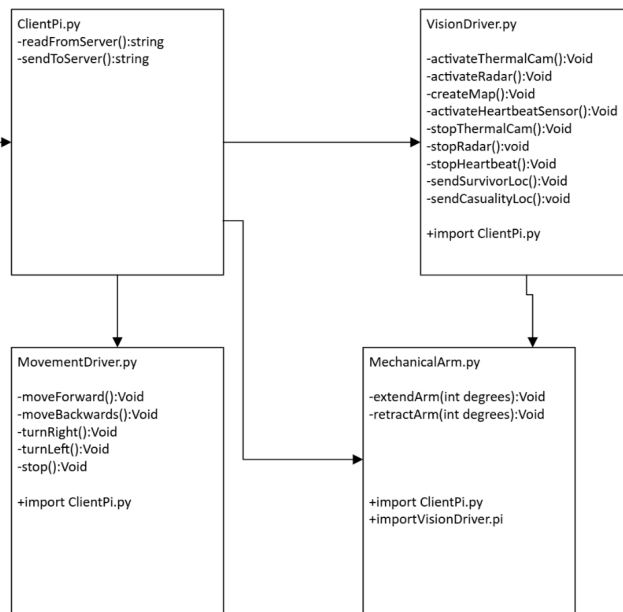 ClientPi.py
-readFromServer():string
-sendToServer():string
VisionDriver.py
-activateThermalCam():Void
-activateRadar():Void
-createMap():Void
-activateHeartbeatSensor():Void
-stopThermalCam():Void
-stopRadar():void
-stopHeartbeat():Void
-sendSurvivorLoc():Void
-sendCasualityLoc():void
+import ClientPi.py
MovementDriver.py
-moveForward():Void
-moveBackwards():Void
-turnRight():Void
-turnLeft():Void
-stop():Void
+import ClientPi.py
MechanicalArm.py
-extendArm(int degrees):Void
-retractArm(int degrees):Void
+import ClientPi.py
+importVisionDriver.pi